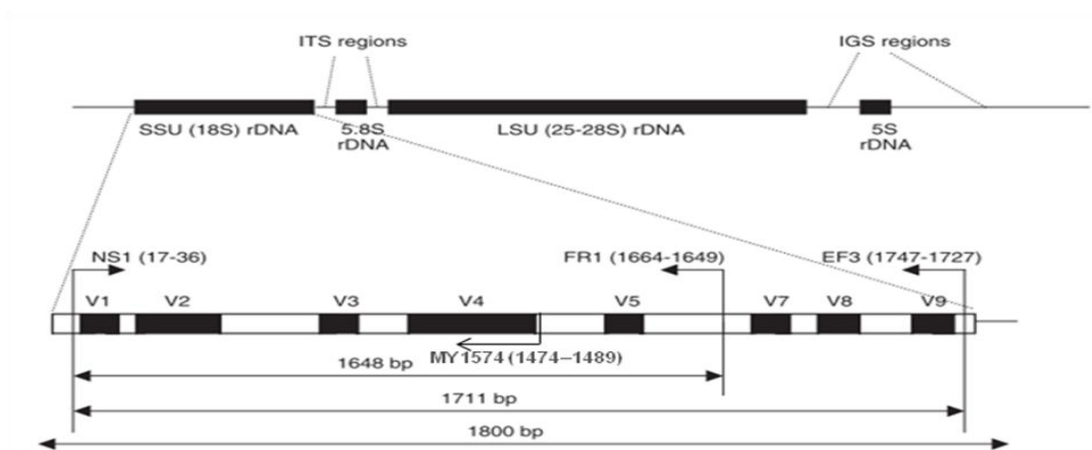 ITS regions
IGS regions
SSU (18S) rDNA
5.8S
rDNA
LSU (25-28S) rDNA
5S
rDNA
NS1 (17-36)
FR1 (1664-1649)
EF3 (1747-1727)
V1
V2
V3
V4
V5
V7
V8
V9
MY1574 (1474–1489)
1648 bp
1711 bp
1800 bp